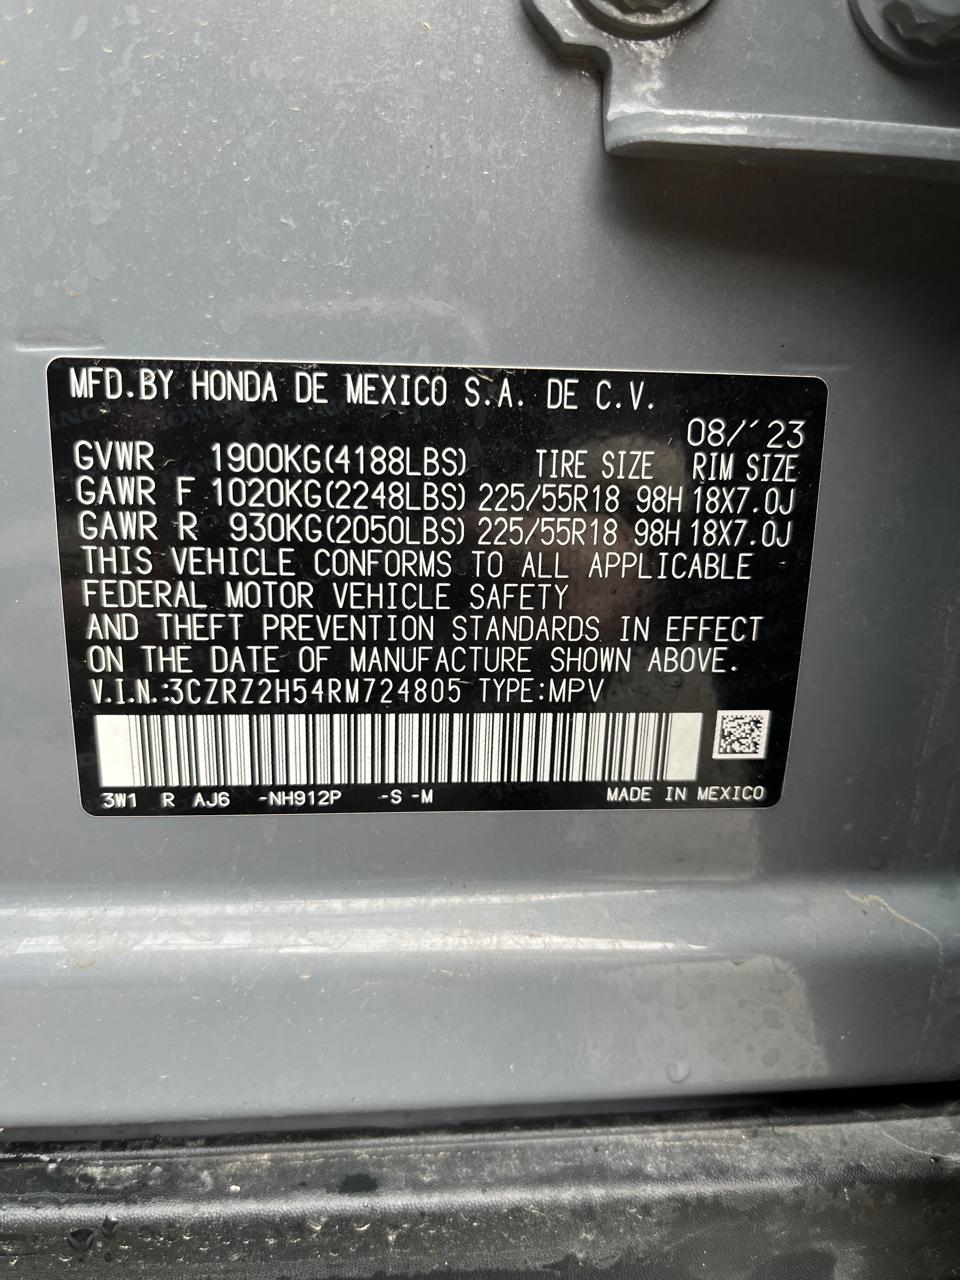 MFD.BY HONDA DE MEXICO S.A. DE C.V.
08/´23
GVWR 1900KG(4188LBS) TIRE SIZE RIM SIZE
GAWR F 1020KG(2248LBS) 225/55R18 98H 18X7.0J
GAWR R 930KG(2050LBS) 225/55R18 98H 18X7.0J
THIS VEHICLE CONFORMS TO ALL APPLICABLE
FEDERAL MOTOR VEHICLE SAFETY
AND THEFT PREVENTION STANDARDS IN EFFECT
ON THE DATE OF MANUFACTURE SHOWN ABOVE.
V.I.N.:3CZRZ2H54RM724805 TYPE:MPV
3W1 R AJ6 -NH912P -S -M MADE IN MEXICO